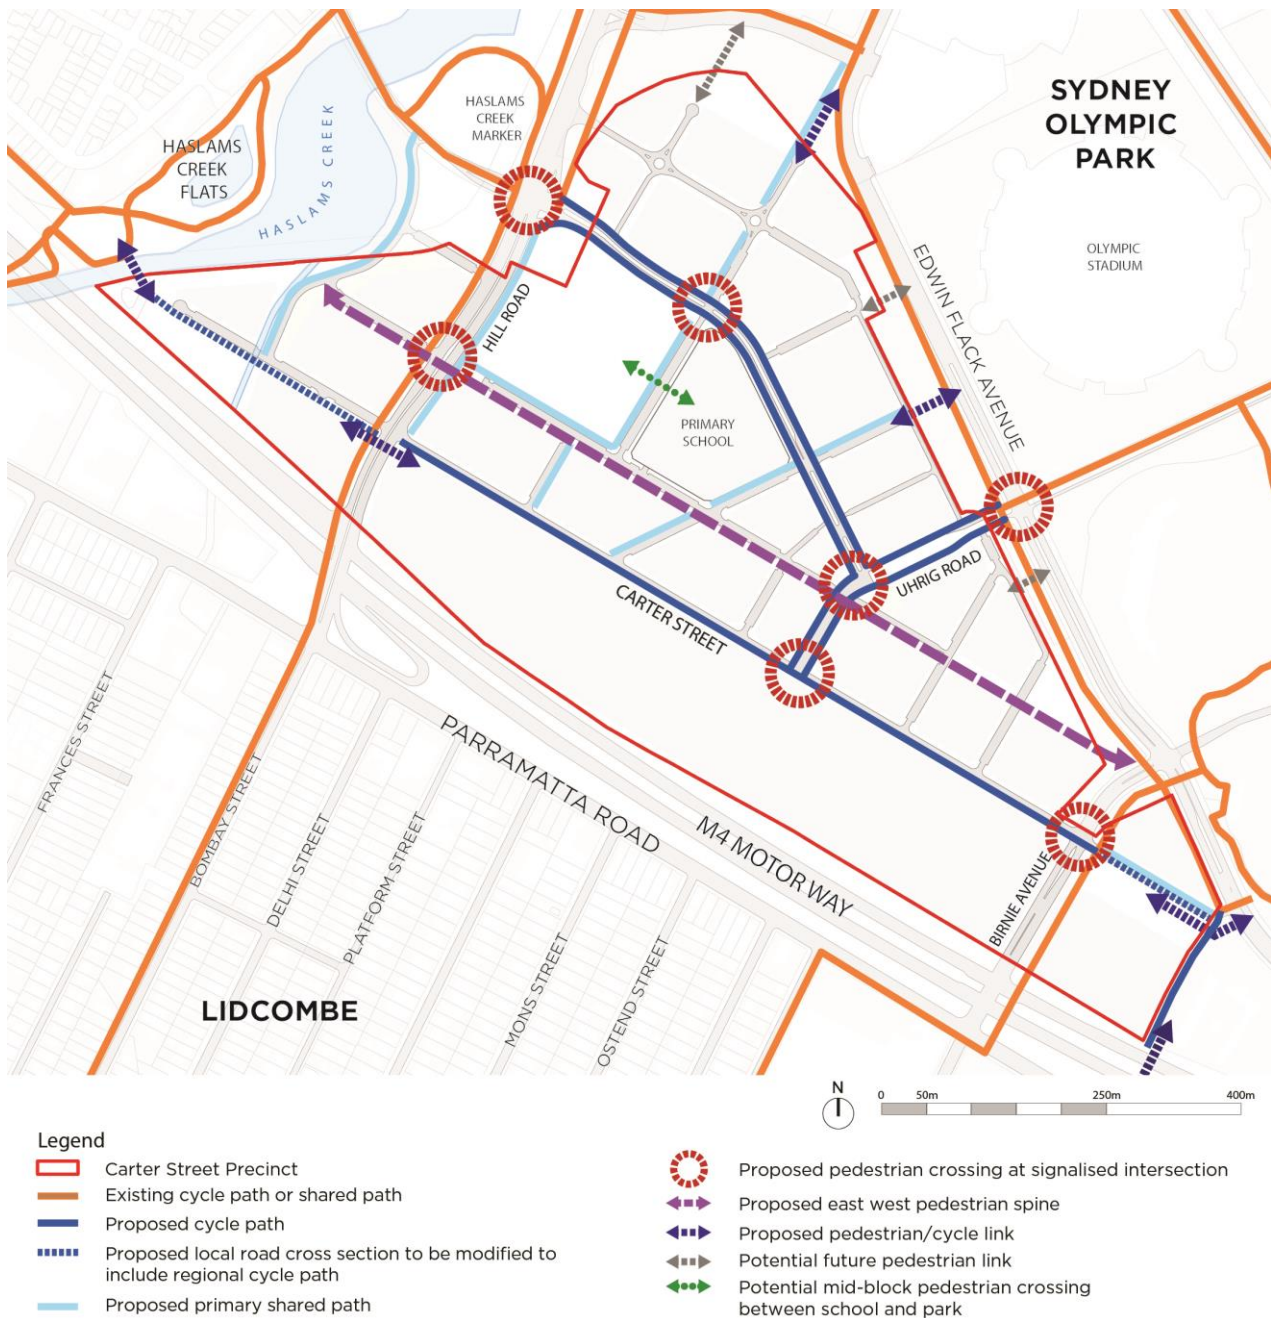 SYDNEY
OLYMPIC
PARK
HASLAMS
CREEK
MARKER
HASLAMS
CREEK
FLATS
HASLAMS CREEK
OLYMPIC
STADIUM
EDWIN FLACK AVENUE
HILL ROAD
PRIMARY
SCHOOL
UHRIG ROAD
CARTER STREET
PARRAMATTA ROAD
M4 MOTOR WAY
BIRNIE AVENUE
FRANCES STREET
BOMBAY STREET
DELHI STREET
PLATFORM STREET
MONS STREET
OSTEND STREET
LIDCOMBE
N
0 50m 250m 400m
Legend
Carter Street Precinct
Existing cycle path or shared path
Proposed cycle path
Proposed local road cross section to be modified to
include regional cycle path
Proposed primary shared path
Proposed pedestrian crossing at signalised intersection
Proposed east west pedestrian spine
Proposed pedestrian/cycle link
Potential future pedestrian link
Potential mid-block pedestrian crossing
between school and park